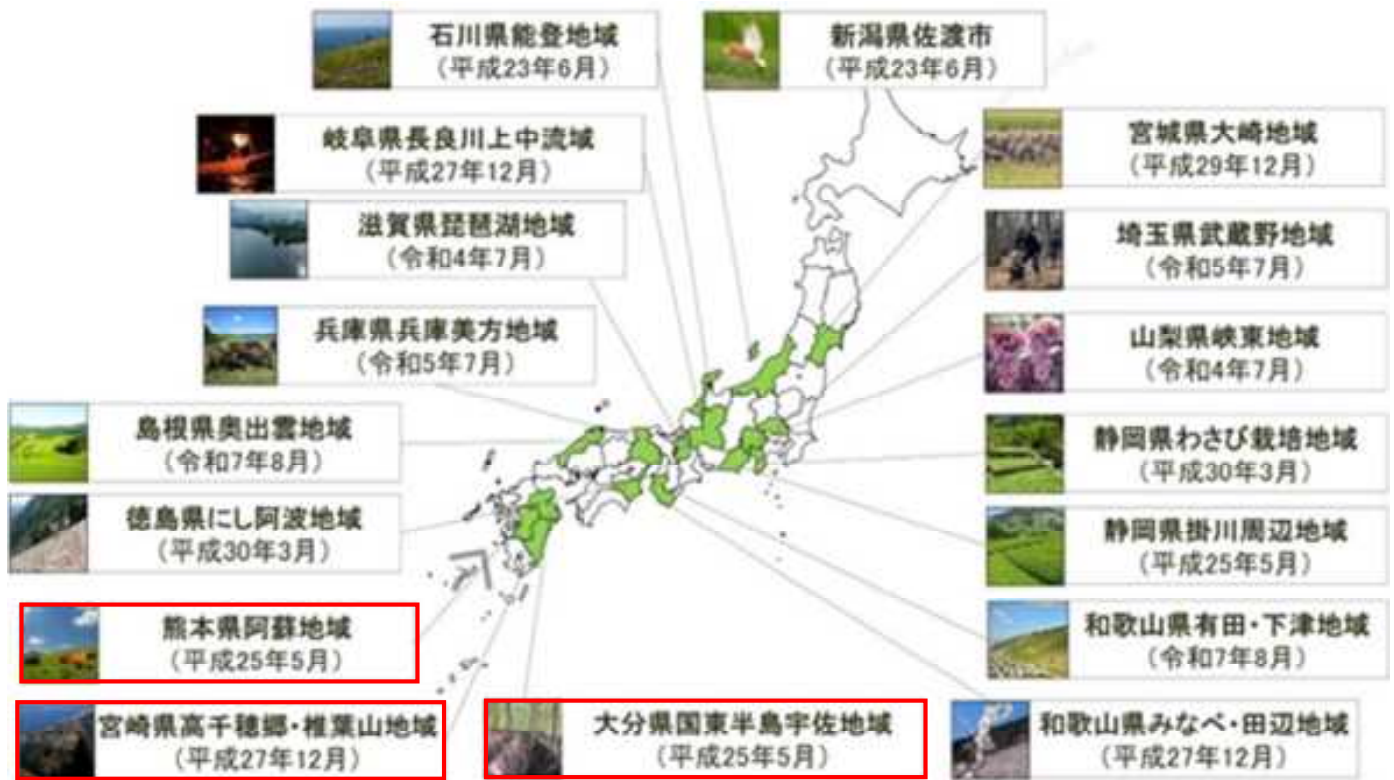 石川県能登地域
（平成23年6月）
新潟県佐渡市
（平成23年6月）
岐阜県長良川上中流域
（平成27年12月）
宮城県大崎地域
（平成29年12月）
滋賀県琵琶湖地域
（令和4年7月）
埼玉県武蔵野地域
（令和5年7月）
兵庫県兵庫美方地域
（令和5年7月）
山梨県峡東地域
（令和4年7月）
島根県奥出雲地域
（令和7年8月）
静岡県わさび栽培地域
（平成30年3月）
徳島県にし阿波地域
（平成30年3月）
静岡県掛川周辺地域
（平成25年5月）
熊本県阿蘇地域
（平成25年5月）
和歌山県有田・下津地域
（令和7年8月）
宮崎県高千穂郷・椎葉山地域
（平成27年12月）
大分県国東半島宇佐地域
（平成25年5月）
和歌山県みなべ・田辺地域
（平成27年12月）